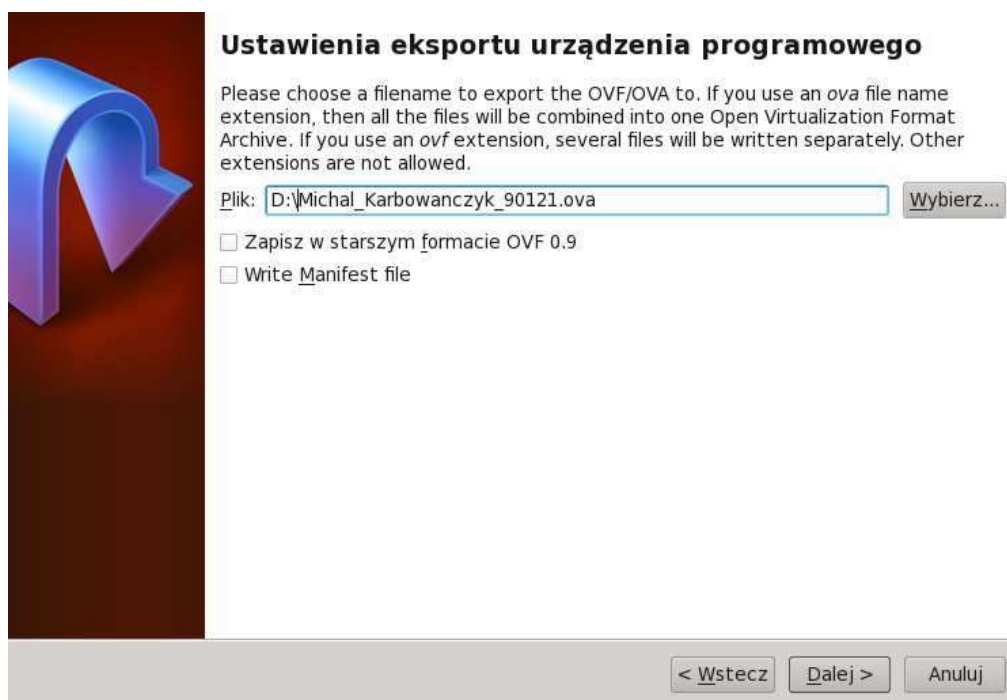 Ustawienia eksportu urządzenia programowego
Please choose a filename to export the OVF/OVA to. If you use an ova file name
extension, then all the files will be combined into one Open Virtualization Format
Archive. If you use an ovf extension, several files will be written separately. Other
extensions are not allowed.
Plik: D:\Michal_Karbowanczyk_90121.ova Wybierz...
Zapisz w starszym formacie OVF 0.9
Write Manifest file
< Wstecz Dalej > Anuluj